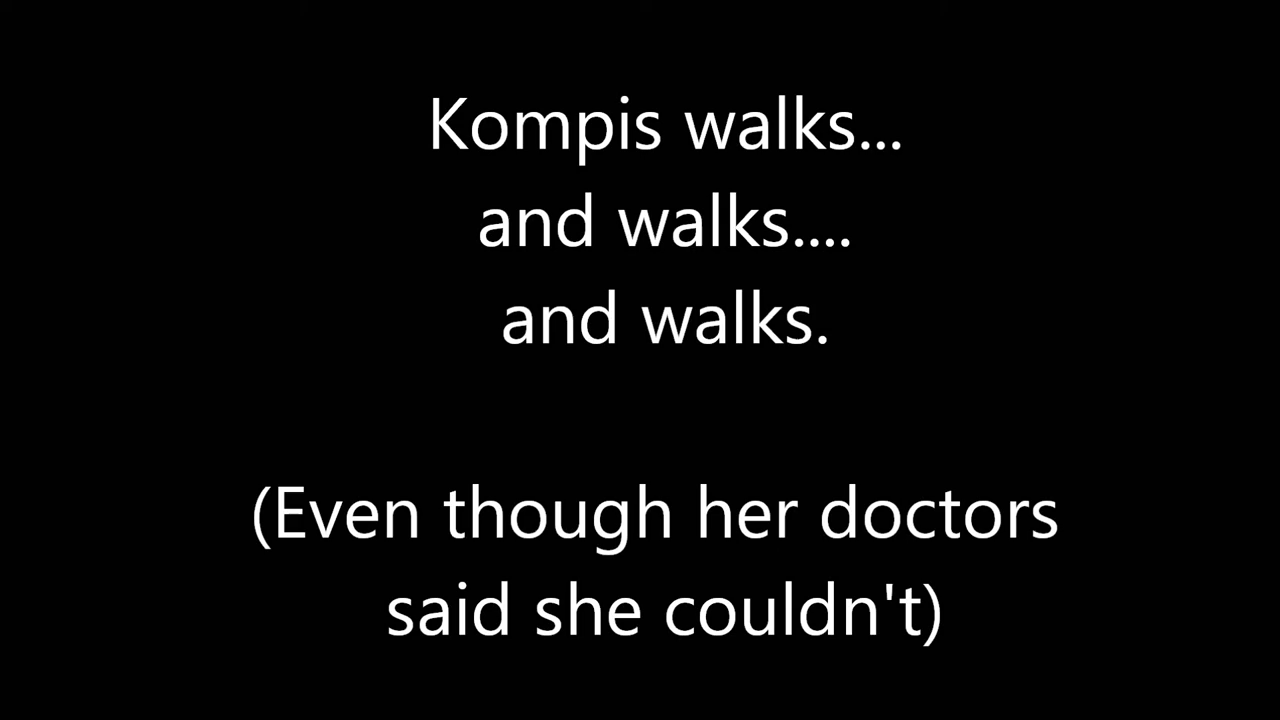 Kompis walks...
and walks....
and walks.
(Even though her doctors
said she couldn't)